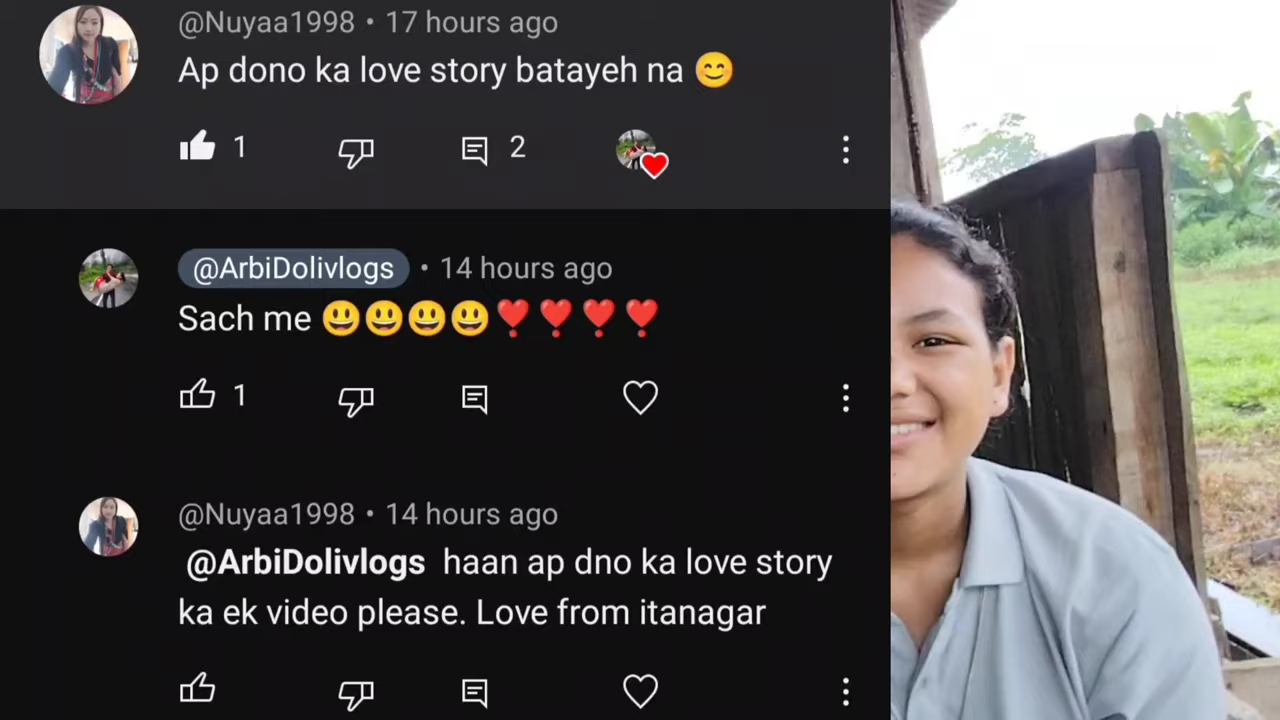 @Nuyaa1998 • 17 hours ago
Ap dono ka love story batayeh na 😊
1
2
@ArbiDolivlogs • 14 hours ago
Sach me 😃😃😃😃❣️❣️❣️❣️
1
@Nuyaa1998 • 14 hours ago
@ArbiDolivlogs haan ap dno ka love story
ka ek video please. Love from itanagar